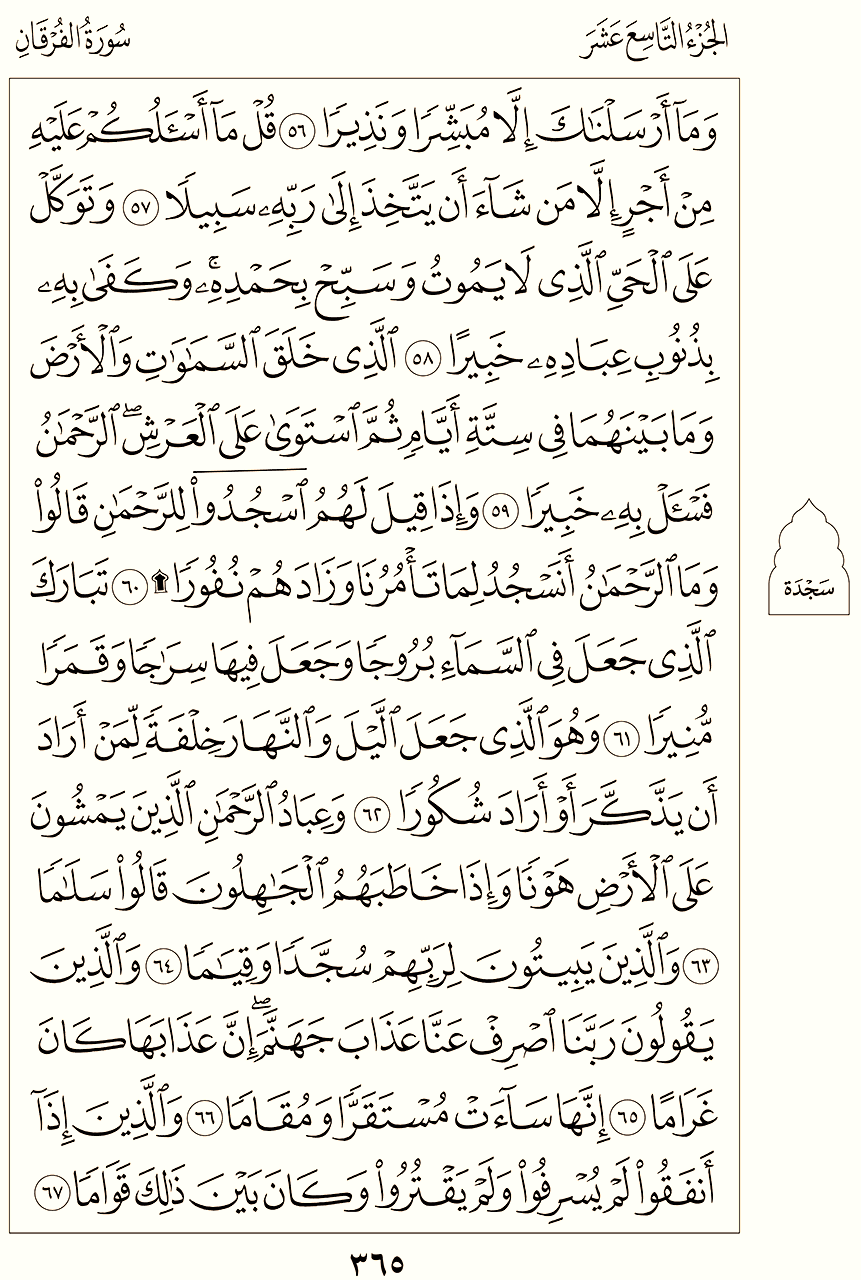 الجُزْءُ التَّاسِعَ عَشَرَ
سُورَةُ الفُرْقَانِ
وَمَآ أَرْسَلْنَٰكَ إِلَّا مُبَشِّرًا وَنَذِيرًا ٥٦ قُلْ مَآ أَسْـَٔلُكُمْ عَلَيْهِ
مِنْ أَجْرٍ إِلَّا مَن شَآءَ أَن يَتَّخِذَ إِلَىٰ رَبِّهِۦ سَبِيلًا ٥٧ وَتَوَكَّلْ
عَلَى ٱلْحَىِّ ٱلَّذِى لَا يَمُوتُ وَسَبِّحْ بِحَمْدِهِۦۚ وَكَفَىٰ بِهِۦ
بِذُنُوبِ عِبَادِهِۦ خَبِيرًا ٥٨ ٱلَّذِى خَلَقَ ٱلسَّمَٰوَٰتِ وَٱلْأَرْضَ
وَمَا بَيْنَهُمَا فِى سِتَّةِ أَيَّامٍ ثُمَّ ٱسْتَوَىٰ عَلَى ٱلْعَرْشِۖ ٱلرَّحْمَٰنُ
فَسْـَٔلْ بِهِۦ خَبِيرًا ٥٩ وَإِذَا قِيلَ لَهُمُ ٱسْجُدُوا۟ لِلرَّحْمَٰنِ قَالُوا۟
وَمَا ٱلرَّحْمَٰنُ أَنَسْجُدُ لِمَا تَأْمُرُنَا وَزَادَهُمْ نُفُورًا ۩ ٦٠ تَبَارَكَ
سَجْدَة
ٱلَّذِى جَعَلَ فِى ٱلسَّمَآءِ بُرُوجًا وَجَعَلَ فِيهَا سِرَٰجًا وَقَمَرًا
مُّنِيرًا ٦١ وَهُوَ ٱلَّذِى جَعَلَ ٱلَّيْلَ وَٱلنَّهَارَ خِلْفَةً لِّمَنْ أَرَادَ
أَن يَذَّكَّرَ أَوْ أَرَادَ شُكُورًا ٦٢ وَعِبَادُ ٱلرَّحْمَٰنِ ٱلَّذِينَ يَمْشُونَ
عَلَى ٱلْأَرْضِ هَوْنًا وَإِذَا خَاطَبَهُمُ ٱلْجَٰهِلُونَ قَالُوا۟ سَلَٰمًا
٦٣ وَٱلَّذِينَ يَبِيتُونَ لِرَبِّهِمْ سُجَّدًا وَقِيَٰمًا ٦٤ وَٱلَّذِينَ
يَقُولُونَ رَبَّنَا ٱصْرِفْ عَنَّا عَذَابَ جَهَنَّمَۖ إِنَّ عَذَابَهَا كَانَ
غَرَامًا ٦٥ إِنَّهَا سَآءَتْ مُسْتَقَرًّا وَمُقَامًا ٦٦ وَٱلَّذِينَ إِذَآ
أَنفَقُوا۟ لَمْ يُسْرِفُوا۟ وَلَمْ يَقْتُرُوا۟ وَكَانَ بَيْنَ ذَٰلِكَ قَوَامًا ٦٧
٣٦٥